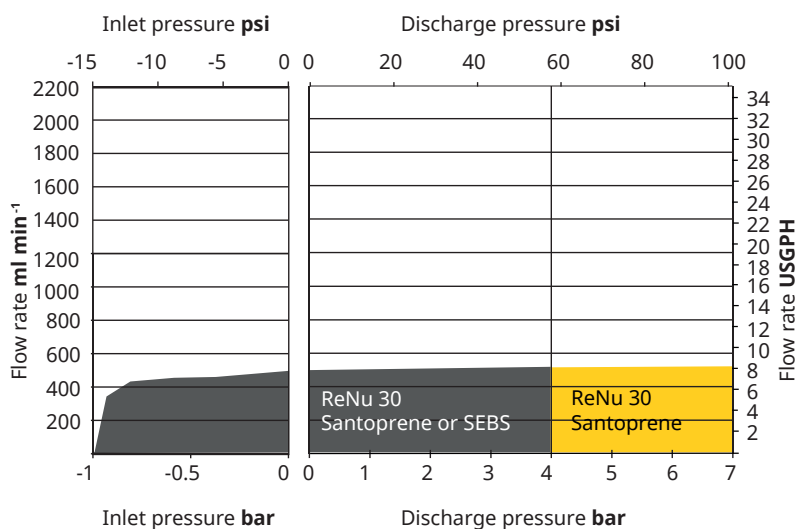 Inlet pressure psi
Discharge pressure psi
-15 -10 -5 0
0 20 40 60 80 100
Flow rate ml min⁻¹
2200
2000
1800
1600
1400
1200
1000
800
600
400
200
ReNu 30
Santoprene or SEBS
ReNu 30
Santoprene
34
32
30
28
26
24
22
20
18
16
14
12
10
8
6
4
2
Flow rate USGPH
-1 -0.5 0
0 1 2 3 4 5 6 7
Inlet pressure bar
Discharge pressure bar